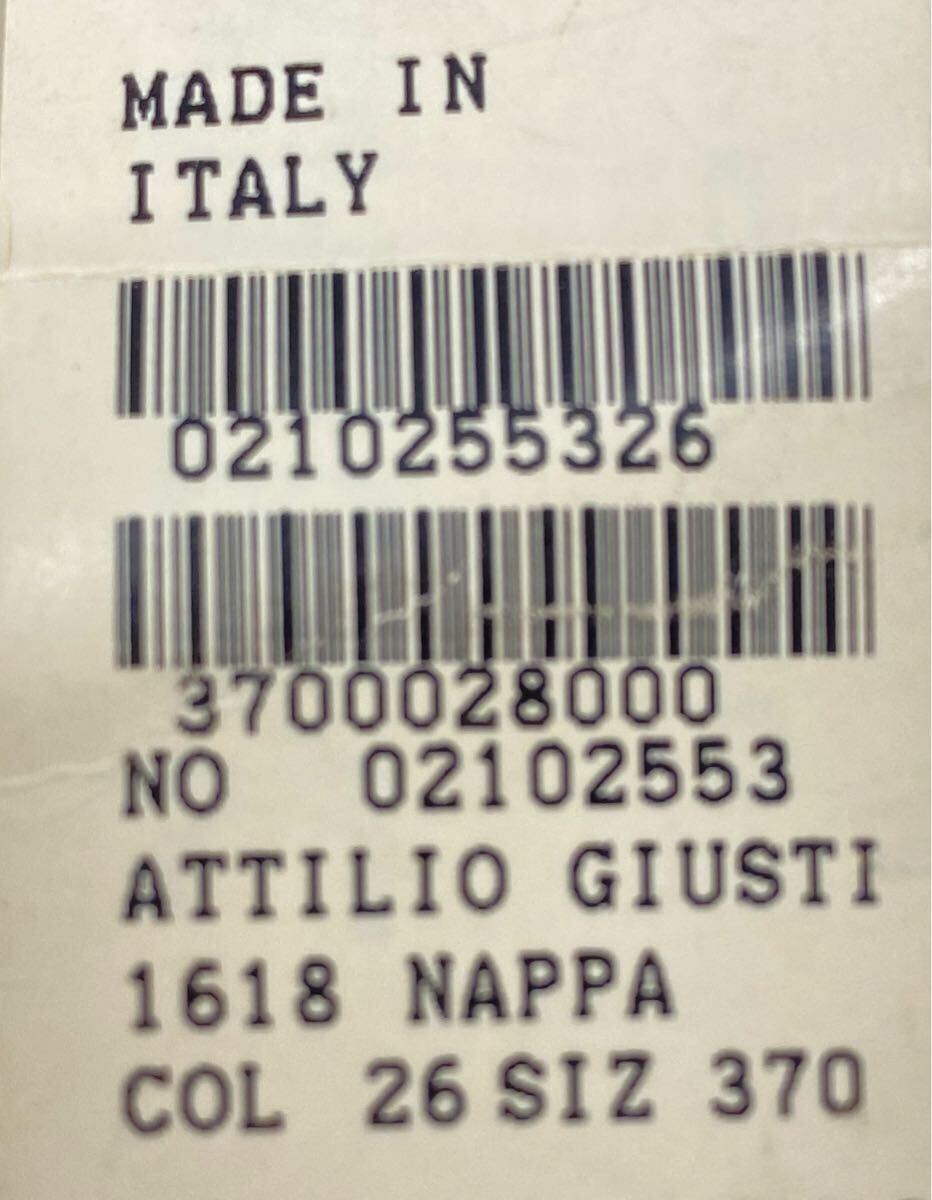 MADE IN
ITALY
0210255326
3700028000
NO 02102553
ATTILIO GIUSTI
1618 NAPPA
COL 26 SIZ 370